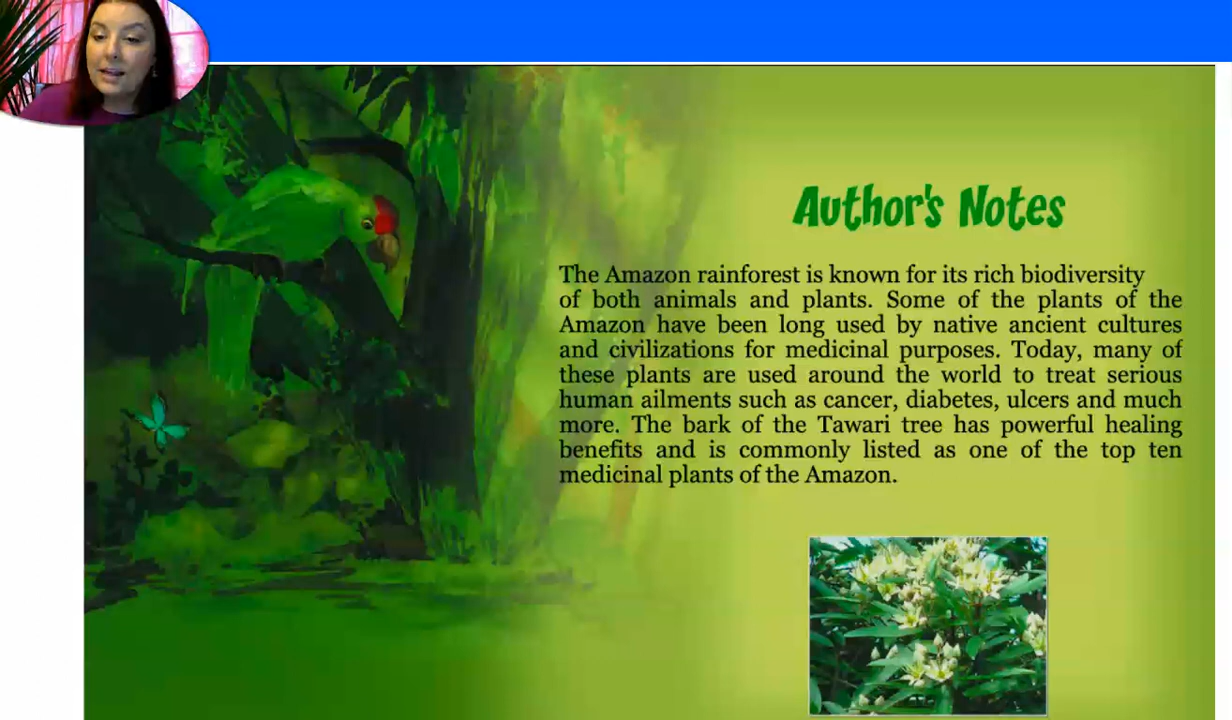 Author's Notes
The Amazon rainforest is known for its rich biodiversity
of both animals and plants. Some of the plants of the
Amazon have been long used by native ancient cultures
and civilizations for medicinal purposes. Today, many of
these plants are used around the world to treat serious
human ailments such as cancer, diabetes, ulcers and much
more. The bark of the Tawari tree has powerful healing
benefits and is commonly listed as one of the top ten
medicinal plants of the Amazon.